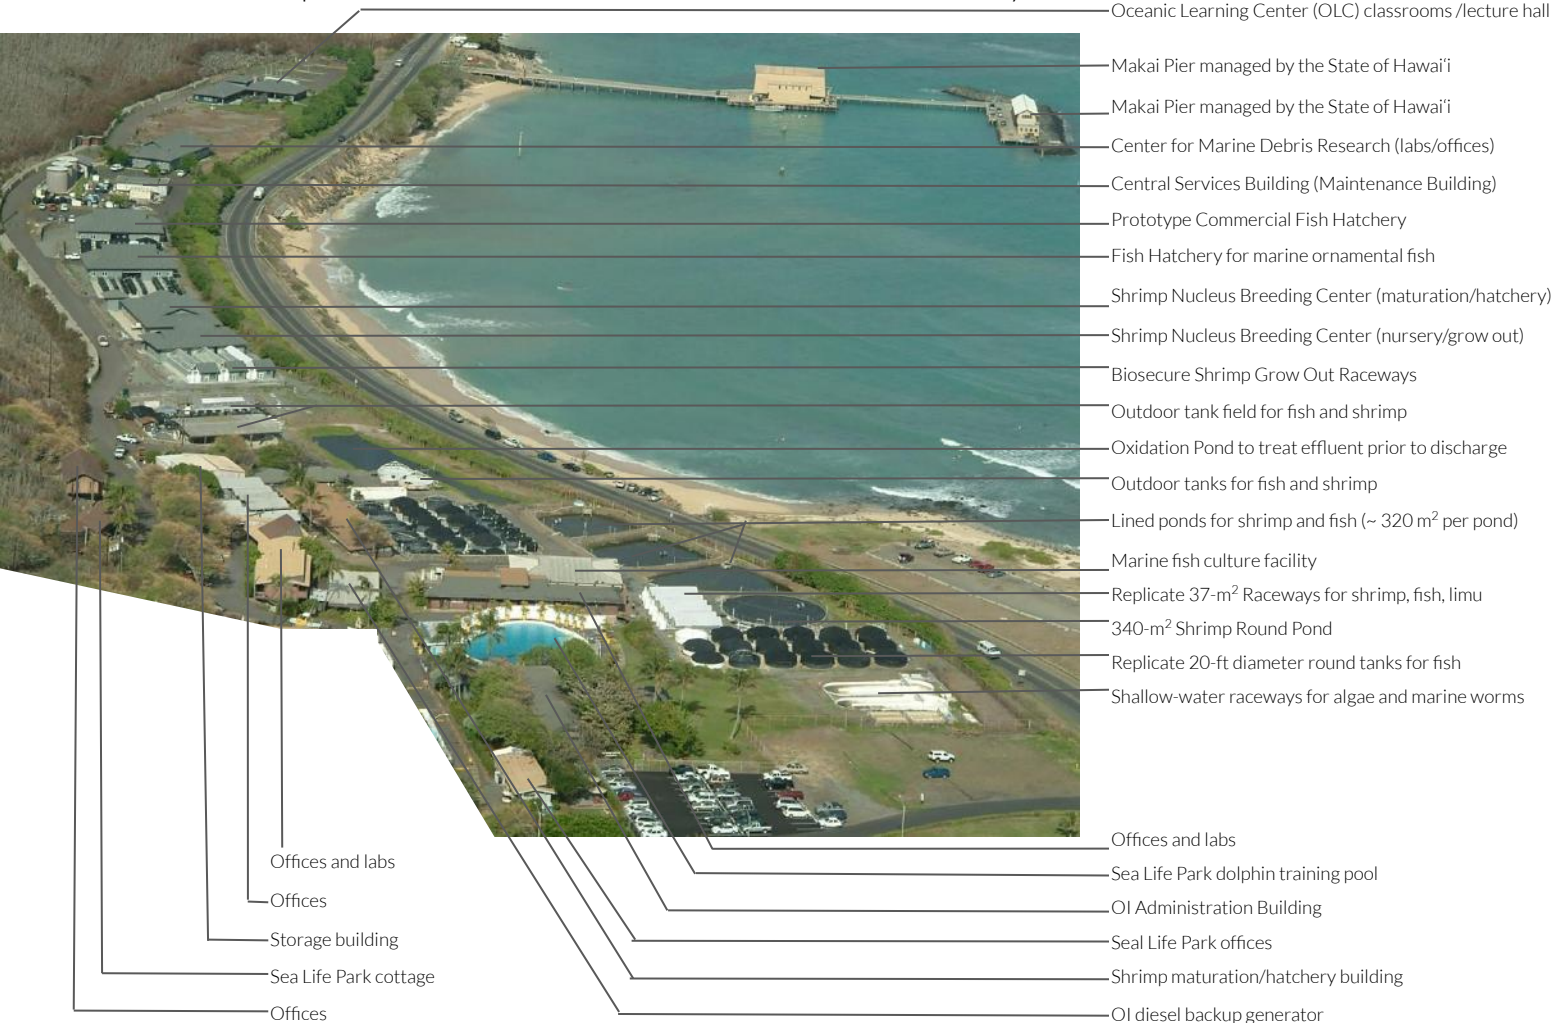 Oceanic Learning Center (OLC) classrooms /lecture hall
Makai Pier managed by the State of Hawai‘i
Makai Pier managed by the State of Hawai‘i
Center for Marine Debris Research (labs/offices)
Central Services Building (Maintenance Building)
Prototype Commercial Fish Hatchery
Fish Hatchery for marine ornamental fish
Shrimp Nucleus Breeding Center (maturation/hatchery)
Shrimp Nucleus Breeding Center (nursery/grow out)
Biosecure Shrimp Grow Out Raceways
Outdoor tank field for fish and shrimp
Oxidation Pond to treat effluent prior to discharge
Outdoor tanks for fish and shrimp
Lined ponds for shrimp and fish (~ 320 m² per pond)
Marine fish culture facility
Replicate 37-m² Raceways for shrimp, fish, limu
340-m² Shrimp Round Pond
Replicate 20-ft diameter round tanks for fish
Shallow-water raceways for algae and marine worms
Offices and labs
Sea Life Park dolphin training pool
OI Administration Building
Seal Life Park offices
Shrimp maturation/hatchery building
OI diesel backup generator
Offices and labs
Offices
Storage building
Sea Life Park cottage
Offices